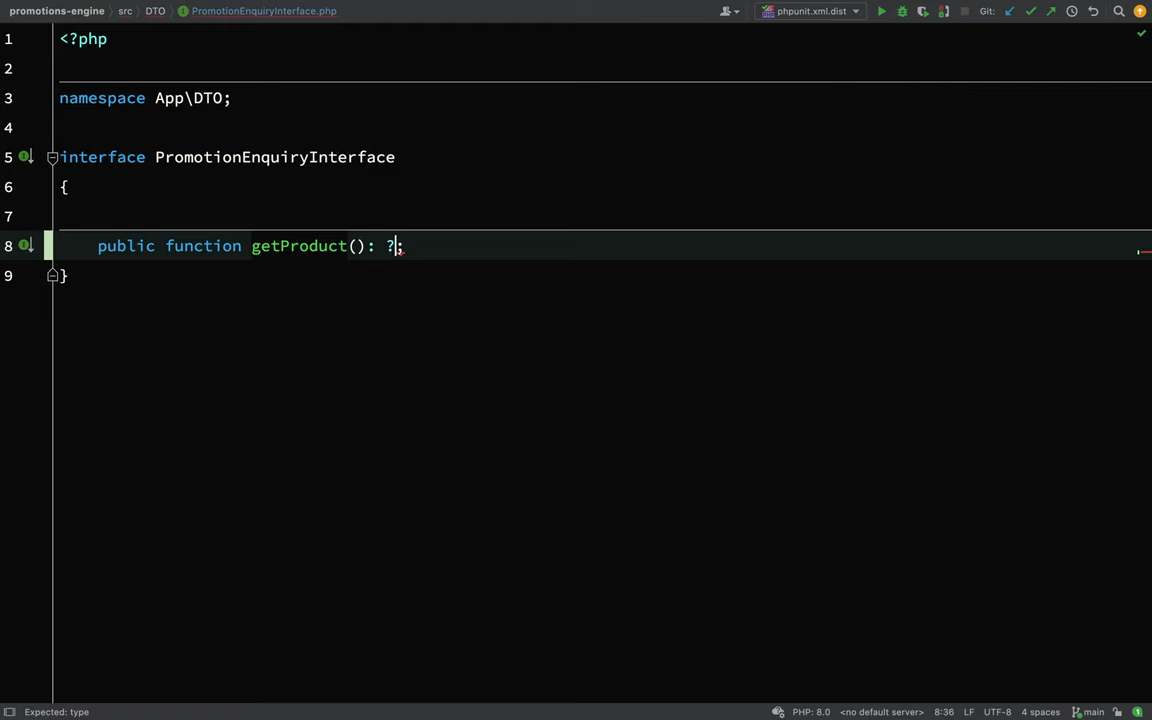 promotions-engine src DTO PromotionEnquiryInterface.php phpunit.xml.dist Git:
1 <?php
2
3 namespace App\DTO;
4
5 interface PromotionEnquiryInterface
6 {
7
8 public function getProduct(): ?;
9 }
Expected: type PHP: 8.0 <no default server> 8:36 LF UTF-8 4 spaces main 1